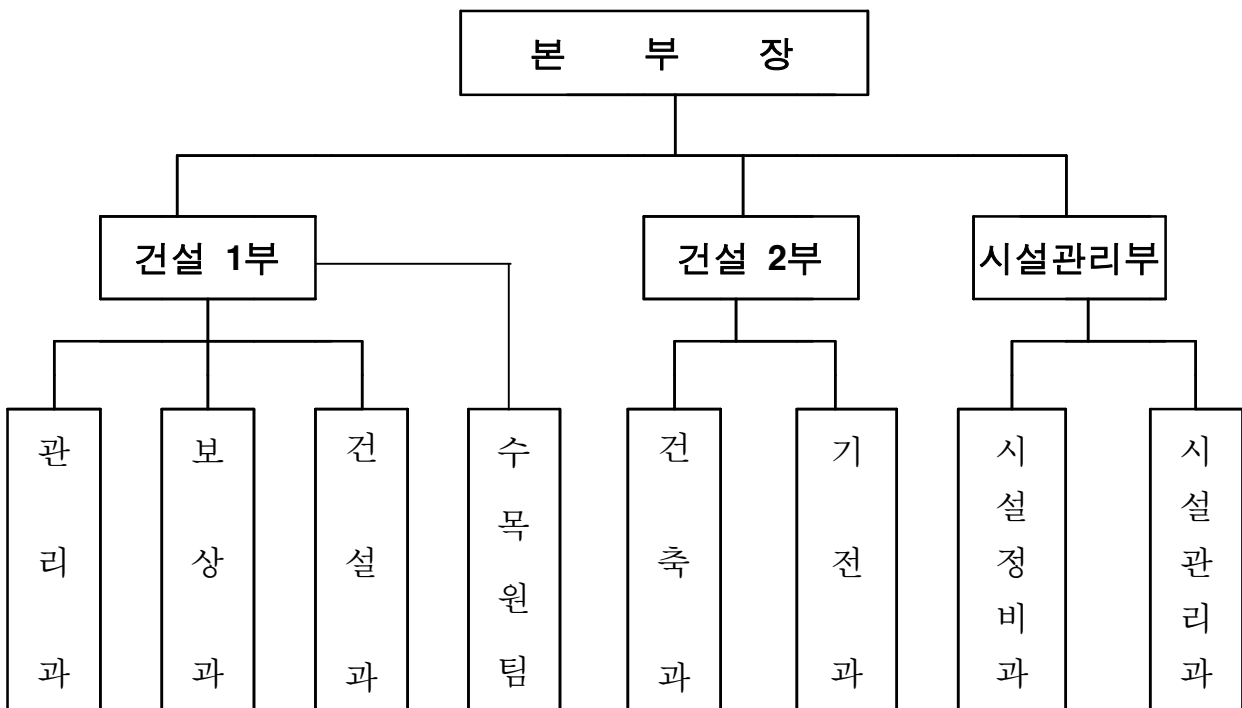 본 부 장
건설 1부
건설 2부
시설관리부
관리과
보상과
건설과
수목원팀
건축과
기전과
시설정비과
시설관리과